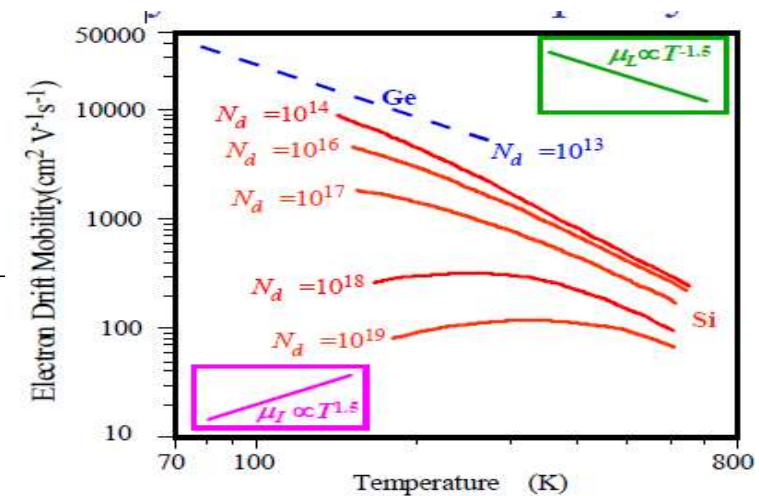 50000
10000
1000
100
10
Electron Drift Mobility(cm² V⁻¹s⁻¹)
μL∝T⁻¹·⁵
Ge
Nd =10¹³
Nd =10¹⁴
Nd =10¹⁶
Nd =10¹⁷
Nd =10¹⁸
Nd =10¹⁹
Si
μI ∝T¹·⁵
70 100 800
Temperature (K)